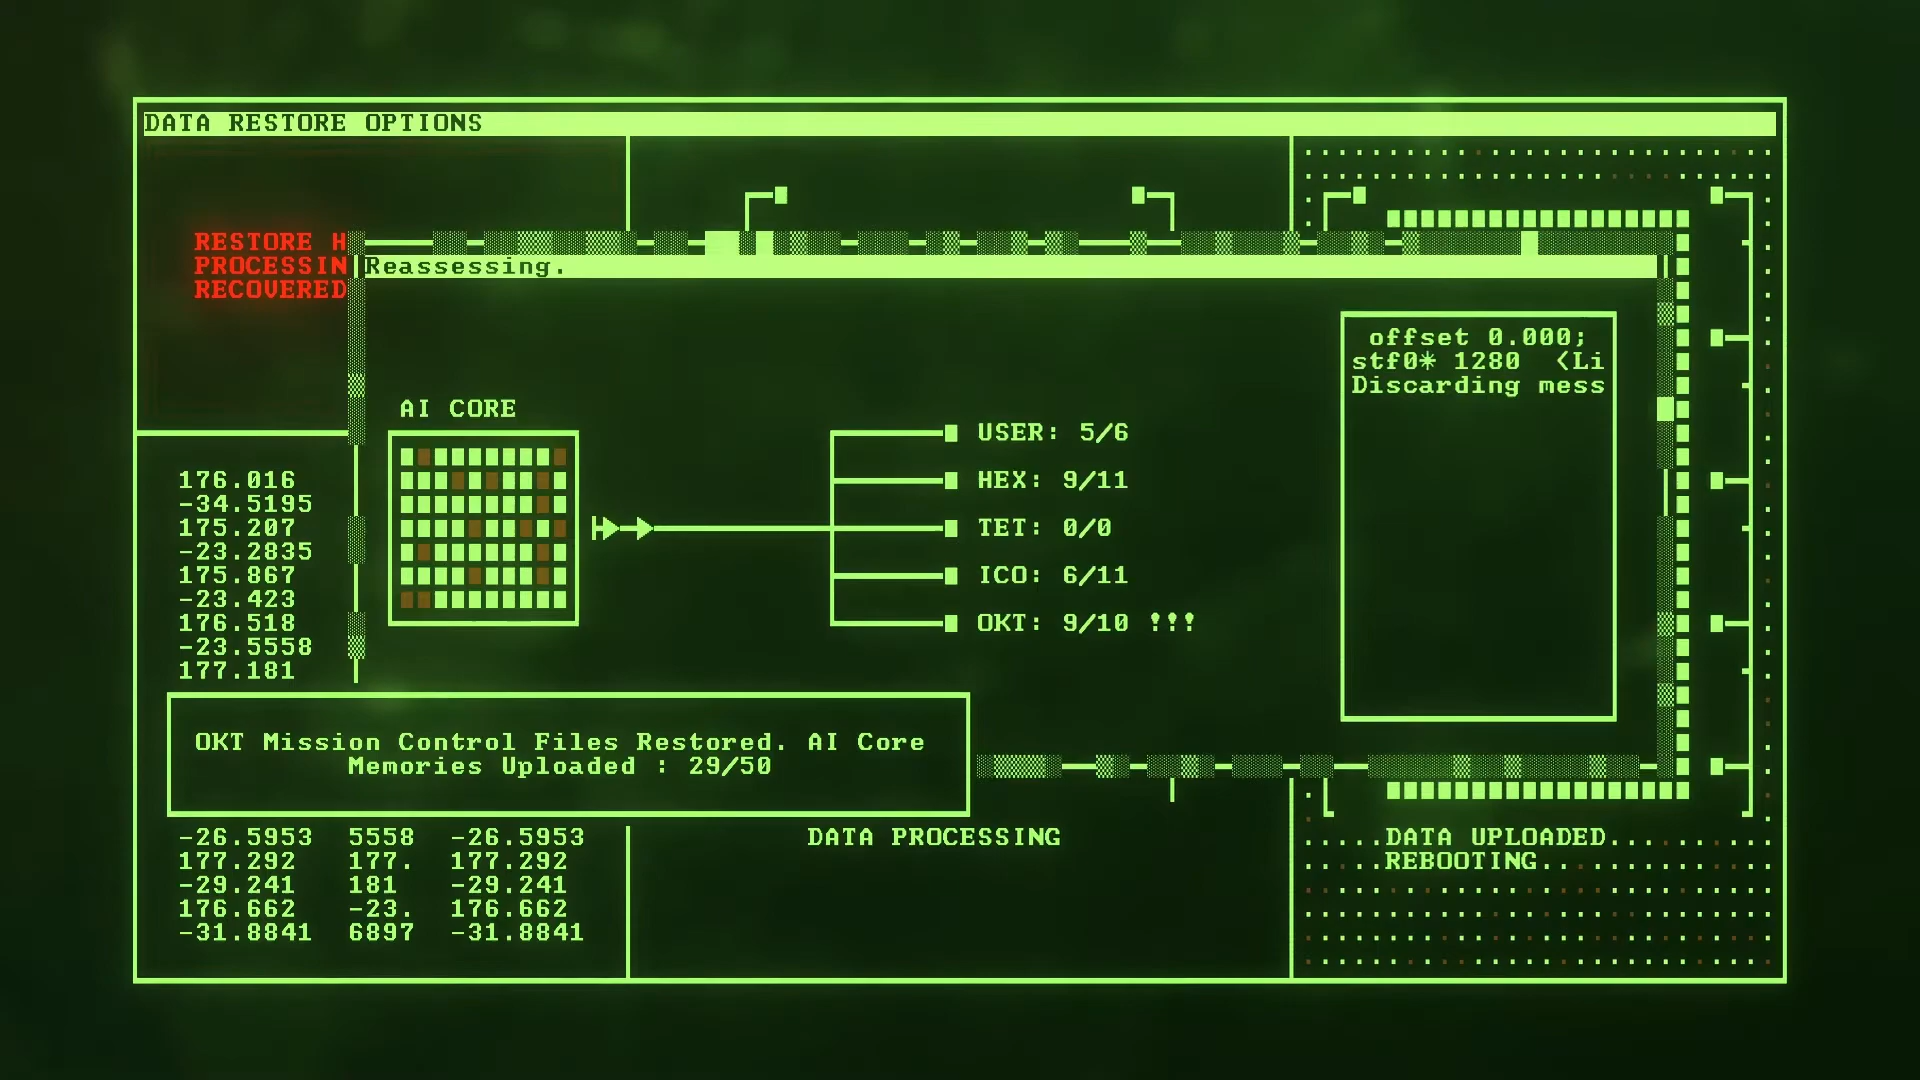 DATA RESTORE OPTIONS
RESTORE H
PROCESSIN
RECOVERED
Reassessing.
offset 0.000;
stf0* 1280 <Li
Discarding mess
AI CORE
USER: 5/6
HEX: 9/11
TET: 0/0
ICO: 6/11
OKT: 9/10 !!!
176.016
-34.5195
175.207
-23.2835
175.867
-23.423
176.518
-23.5558
177.181
OKT Mission Control Files Restored. AI Core
Memories Uploaded : 29/50
-26.5953 5558 -26.5953
177.292 177. 177.292
-29.241 181 -29.241
176.662 -23. 176.662
-31.8841 6897 -31.8841
DATA PROCESSING
DATA UPLOADED
REBOOTING